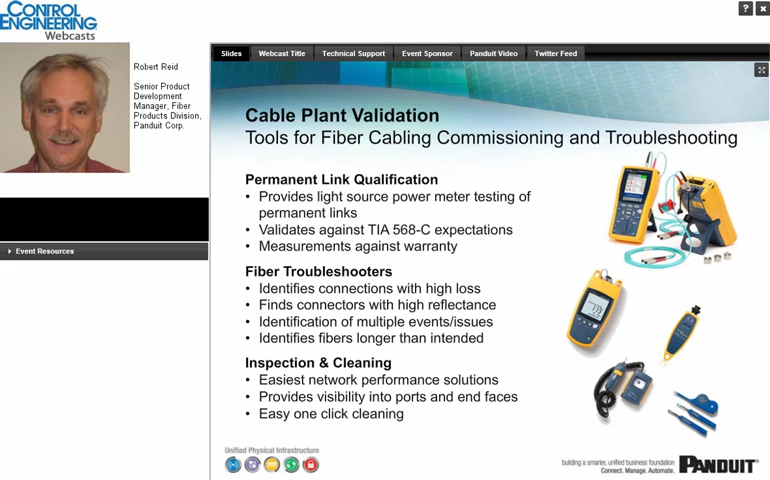 CONTROL
ENGINEERING
Webcasts
?
x
Robert Reid
Senior Product
Development
Manager, Fiber
Products Division,
Panduit Corp.
Event Resources
Slides
Webcast Title
Technical Support
Event Sponsor
Panduit Video
Twitter Feed
Cable Plant Validation
Tools for Fiber Cabling Commissioning and Troubleshooting
Permanent Link Qualification
• Provides light source power meter testing of
permanent links
• Validates against TIA 568-C expectations
• Measurements against warranty
Fiber Troubleshooters
• Identifies connections with high loss
• Finds connectors with high reflectance
• Identification of multiple events/issues
• Identifies fibers longer than intended
Inspection & Cleaning
• Easiest network performance solutions
• Provides visibility into ports and end faces
• Easy one click cleaning
Unified Physical Infrastructure
building a smarter, unified business foundation
Connect. Manage. Automate.
PANDUIT®